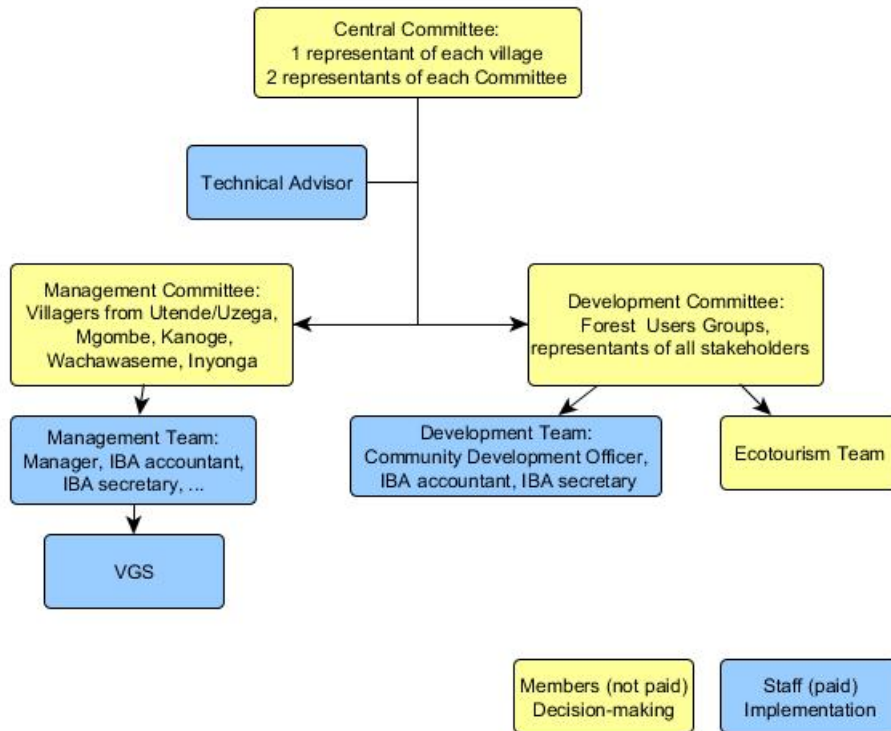 Central Committee:
1 representant of each village
2 representants of each Committee
Technical Advisor
Management Committee:
Villagers from Utende/Uzega,
Mgombe, Kanoge,
Wachawaseme, Inyonga
Development Committee:
Forest Users Groups,
representants of all stakeholders
Management Team:
Manager, IBA accountant,
IBA secretary, ...
Development Team:
Community Development Officer,
IBA accountant, IBA secretary
Ecotourism Team
VGS
Members (not paid)
Decision-making
Staff (paid)
Implementation